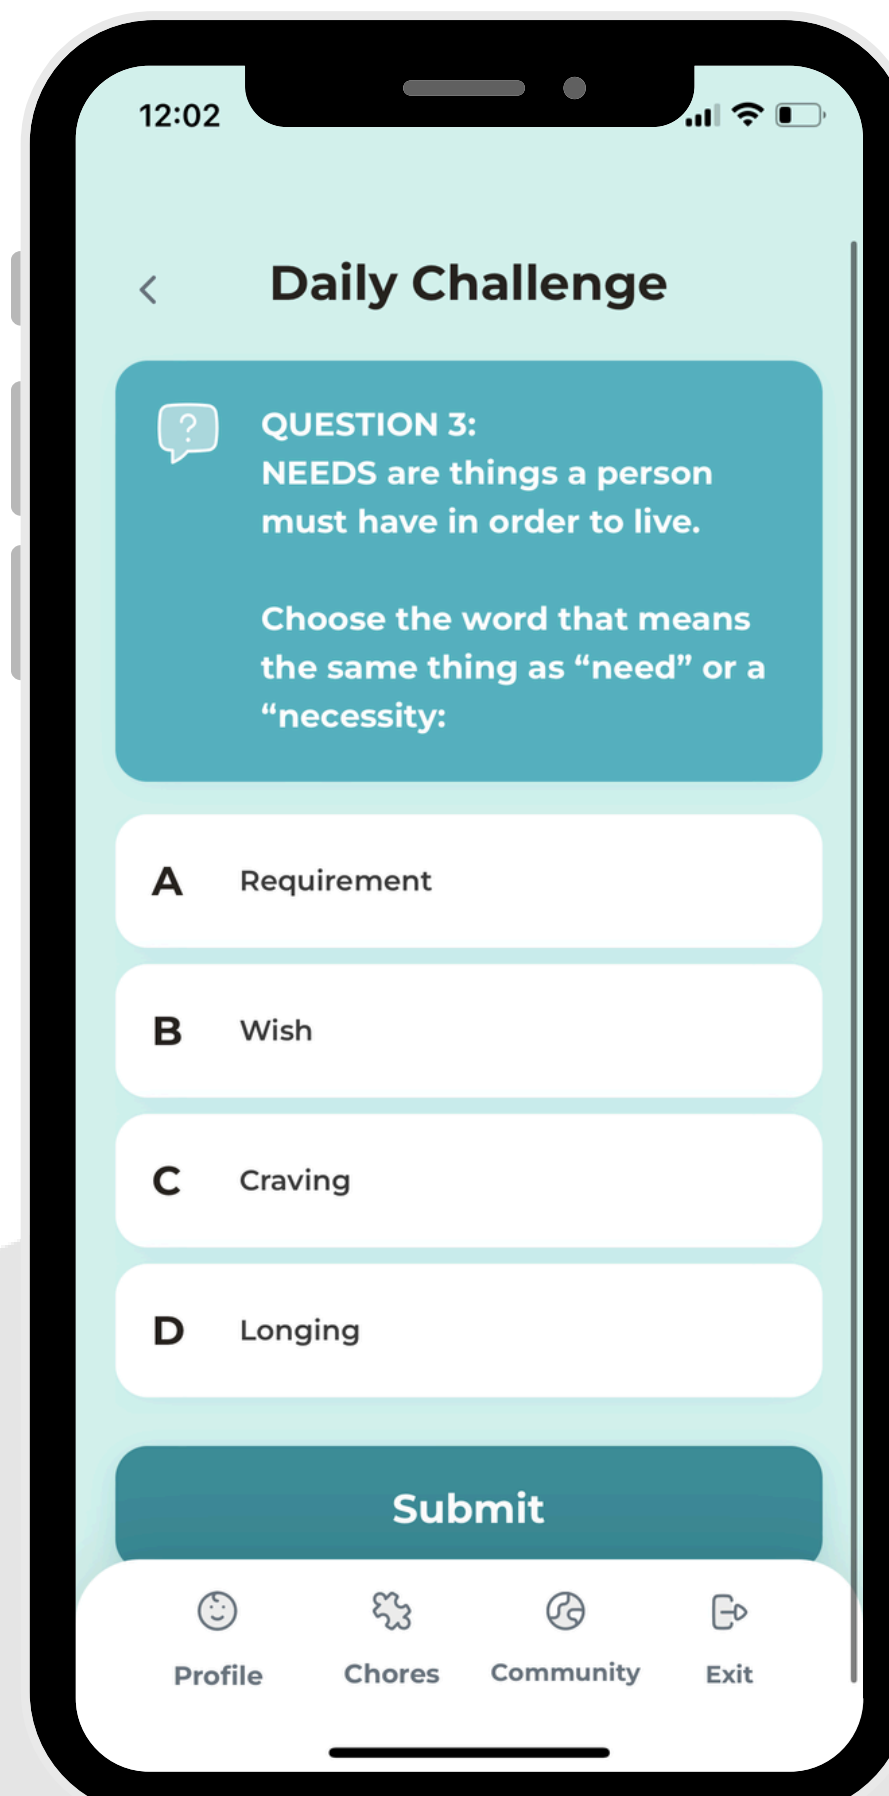 12:02
Daily Challenge
?
QUESTION 3:
NEEDS are things a person
must have in order to live.
Choose the word that means
the same thing as “need” or a
“necessity:
A Requirement
B Wish
C Craving
D Longing
Submit
Profile Chores Community Exit